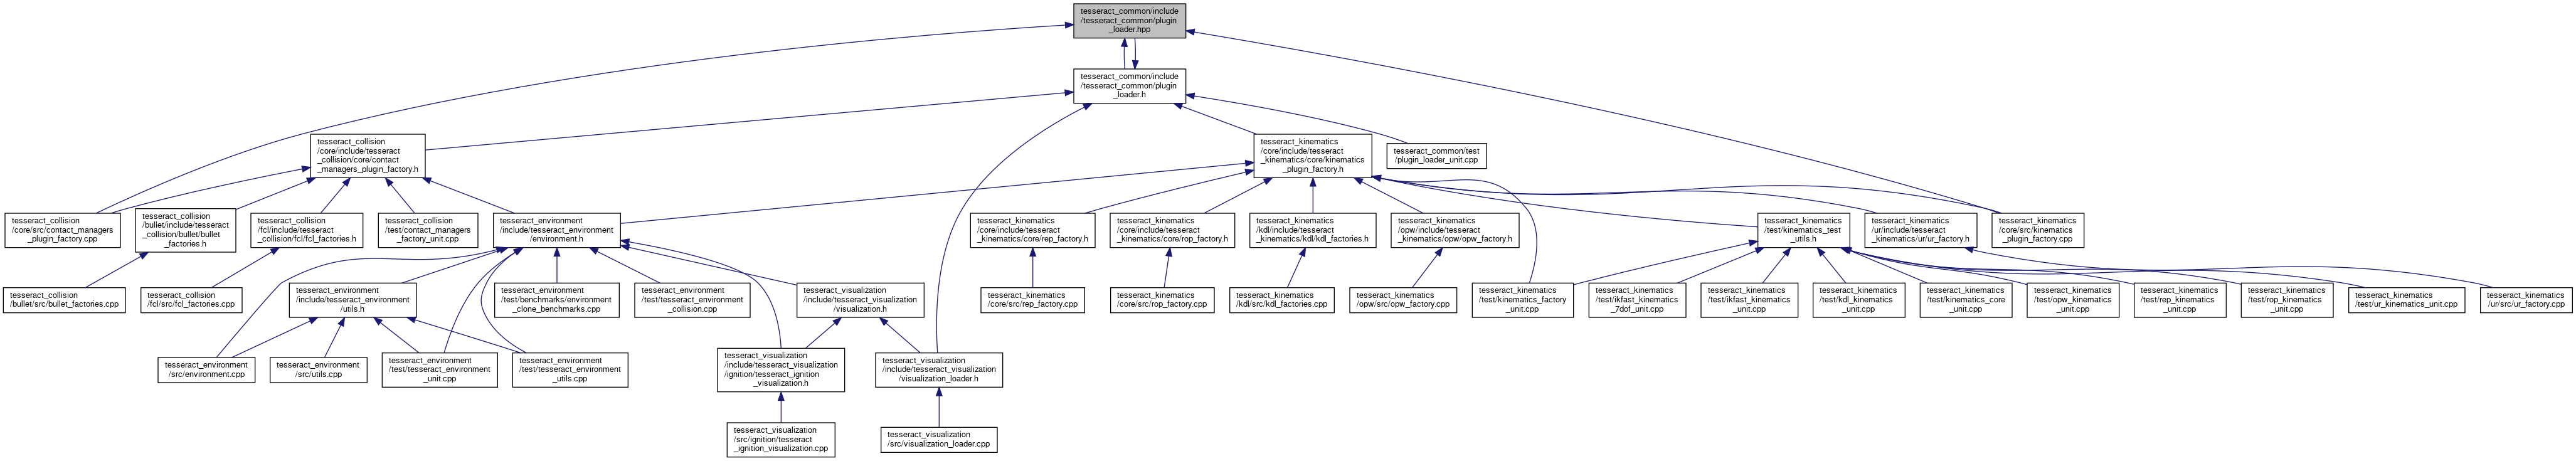 tesseract_common/include
/tesseract_common/plugin
_loader.hpp
tesseract_common/include
/tesseract_common/plugin
_loader.h
tesseract_collision
/core/include/tesseract
_collision/core/contact
_managers_plugin_factory.h
tesseract_kinematics
/core/include/tesseract
_kinematics/core/kinematics
_plugin_factory.h
tesseract_common/test
/plugin_loader_unit.cpp
tesseract_collision
/core/src/contact_managers
_plugin_factory.cpp
tesseract_collision
/bullet/include/tesseract
_collision/bullet/bullet
_factories.h
tesseract_collision
/fcl/include/tesseract
_collision/fcl/fcl_factories.h
tesseract_collision
/test/contact_managers
_factory_unit.cpp
tesseract_environment
/include/tesseract_environment
/environment.h
tesseract_kinematics
/core/include/tesseract
_kinematics/core/rep_factory.h
tesseract_kinematics
/core/include/tesseract
_kinematics/core/rop_factory.h
tesseract_kinematics
/kdl/include/tesseract
_kinematics/kdl/kdl_factories.h
tesseract_kinematics
/opw/include/tesseract
_kinematics/opw/opw_factory.h
tesseract_kinematics
/test/kinematics_test
_utils.h
tesseract_kinematics
/ur/include/tesseract
_kinematics/ur/ur_factory.h
tesseract_kinematics
/core/src/kinematics
_plugin_factory.cpp
tesseract_collision
/bullet/src/bullet_factories.cpp
tesseract_collision
/fcl/src/fcl_factories.cpp
tesseract_environment
/include/tesseract_environment
/utils.h
tesseract_environment
/test/benchmarks/environment
_clone_benchmarks.cpp
tesseract_environment
/test/tesseract_environment
_collision.cpp
tesseract_visualization
/include/tesseract_visualization
/visualization.h
tesseract_kinematics
/core/src/rep_factory.cpp
tesseract_kinematics
/core/src/rop_factory.cpp
tesseract_kinematics
/kdl/src/kdl_factories.cpp
tesseract_kinematics
/opw/src/opw_factory.cpp
tesseract_kinematics
/test/kinematics_factory
_unit.cpp
tesseract_kinematics
/test/ikfast_kinematics
_7dof_unit.cpp
tesseract_kinematics
/test/ikfast_kinematics
_unit.cpp
tesseract_kinematics
/test/kdl_kinematics
_unit.cpp
tesseract_kinematics
/test/kinematics_core
_unit.cpp
tesseract_kinematics
/test/opw_kinematics
_unit.cpp
tesseract_kinematics
/test/rep_kinematics
_unit.cpp
tesseract_kinematics
/test/rop_kinematics
_unit.cpp
tesseract_kinematics
/test/ur_kinematics_unit.cpp
tesseract_kinematics
/ur/src/ur_factory.cpp
tesseract_environment
/src/environment.cpp
tesseract_environment
/src/utils.cpp
tesseract_environment
/test/tesseract_environment
_unit.cpp
tesseract_environment
/test/tesseract_environment
_utils.cpp
tesseract_visualization
/include/tesseract_visualization
/ignition/tesseract_ignition
_visualization.h
tesseract_visualization
/include/tesseract_visualization
/visualization_loader.h
tesseract_visualization
/src/ignition/tesseract
_ignition_visualization.cpp
tesseract_visualization
/src/visualization_loader.cpp